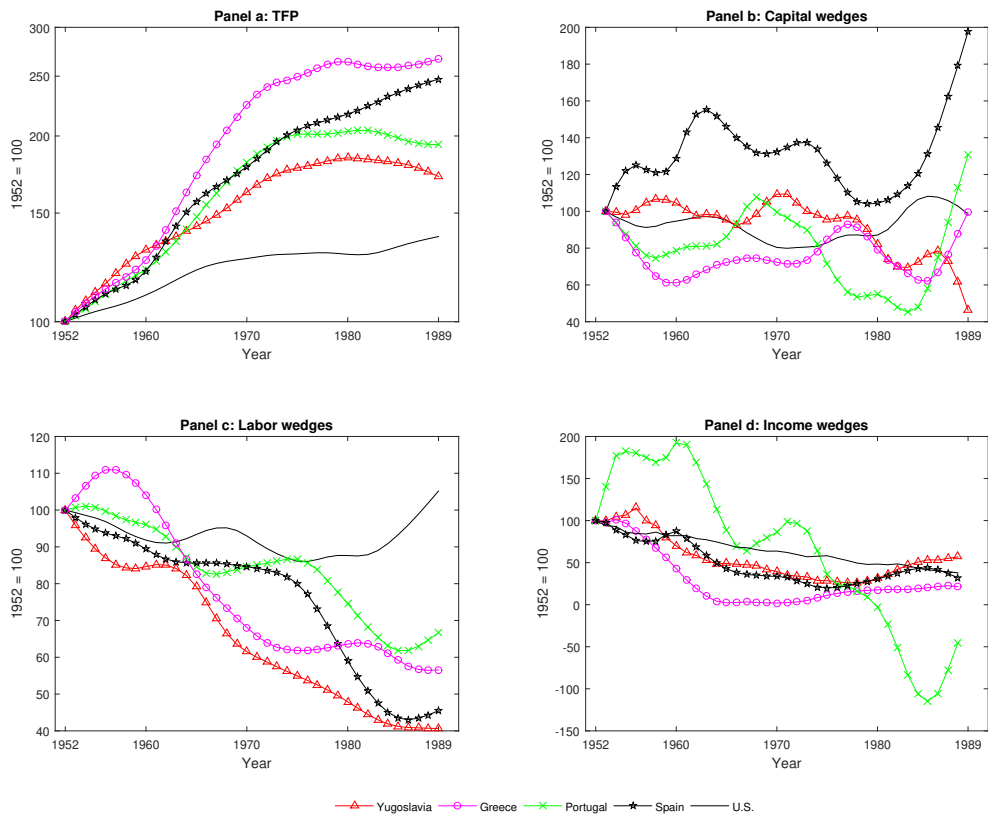 Panel a: TFP
300
250
200
150
100
1952 = 100
1952 1960 1970 1980 1989
Year
Panel b: Capital wedges
200
180
160
140
120
100
80
60
40
1952 = 100
1952 1960 1970 1980 1989
Year
Panel c: Labor wedges
120
110
100
90
80
70
60
50
40
1952 = 100
1952 1960 1970 1980 1989
Year
Panel d: Income wedges
200
150
100
50
0
-50
-100
-150
1952 = 100
1952 1960 1970 1980 1989
Year
Yugoslavia Greece Portugal Spain U.S.